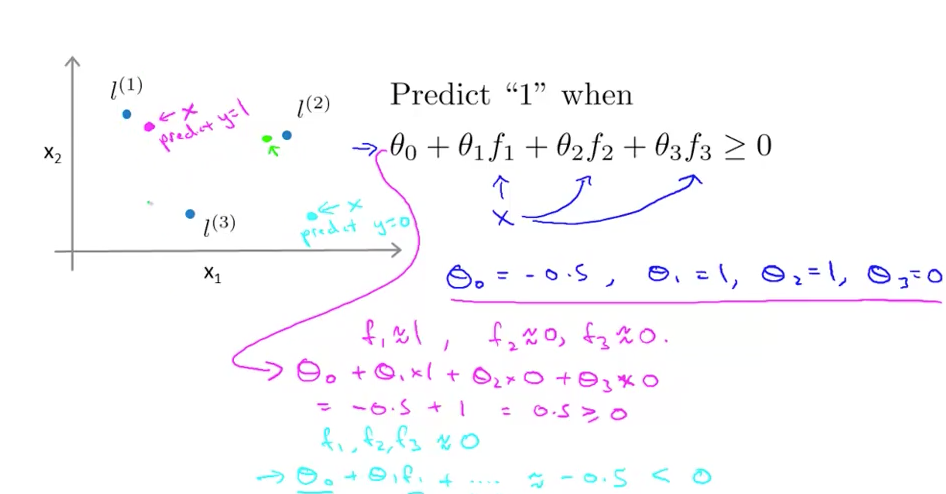 l⁽¹⁾
← x
predict y=1
l⁽²⁾
x₂
l⁽³⁾
← x
predict y=0
x₁
Predict “1” when
→ θ₀ + θ₁f₁ + θ₂f₂ + θ₃f₃ ≥ 0
x
θ₀ = -0.5, θ₁ = 1, θ₂ = 1, θ₃ = 0
f₁ ≈ 1, f₂ ≈ 0, f₃ ≈ 0.
→ θ₀ + θ₁×1 + θ₂×0 + θ₃×0
= -0.5 + 1 = 0.5 ≥ 0
f₁, f₂, f₃ ≈ 0
→ θ₀ + θ₁f₁ + .... ≈ -0.5 < 0